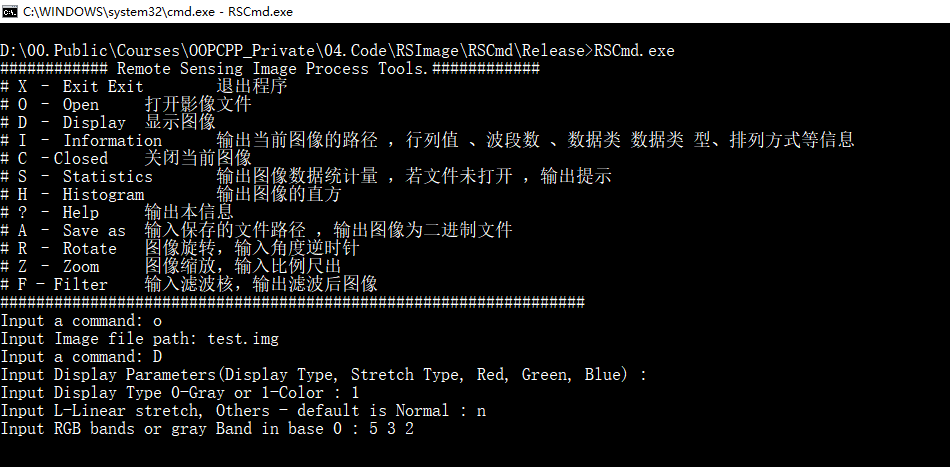 C:\WINDOWS\system32\cmd.exe - RSCmd.exe
D:\00.Public\Courses\OOPCPP_Private\04.Code\RSImage\RSCmd\Release>RSCmd.exe
############ Remote Sensing Image Process Tools.############
# X - Exit Exit 退出程序
# O - Open 打开影像文件
# D - Display 显示图像
# I - Information 输出当前图像的路径 ，行列值 、波段数 、数据类 数据类 型、排列方式等信息
# C -Closed 关闭当前图像
# S - Statistics 输出图像数据统计量 ，若文件未打开 ，输出提示
# H - Histogram 输出图像的直方
# ? - Help 输出本信息
# A - Save as 输入保存的文件路径 ，输出图像为二进制文件
# R - Rotate 图像旋转，输入角度逆时针
# Z - Zoom 图像缩放，输入比例尺出
# F - Filter 输入滤波核，输出滤波后图像
#################################################################
Input a command: o
Input Image file path: test.img
Input a command: D
Input Display Parameters(Display Type, Stretch Type, Red, Green, Blue) :
Input Display Type 0-Gray or 1-Color : 1
Input L-Linear stretch, Others - default is Normal : n
Input RGB bands or gray Band in base 0 : 5 3 2